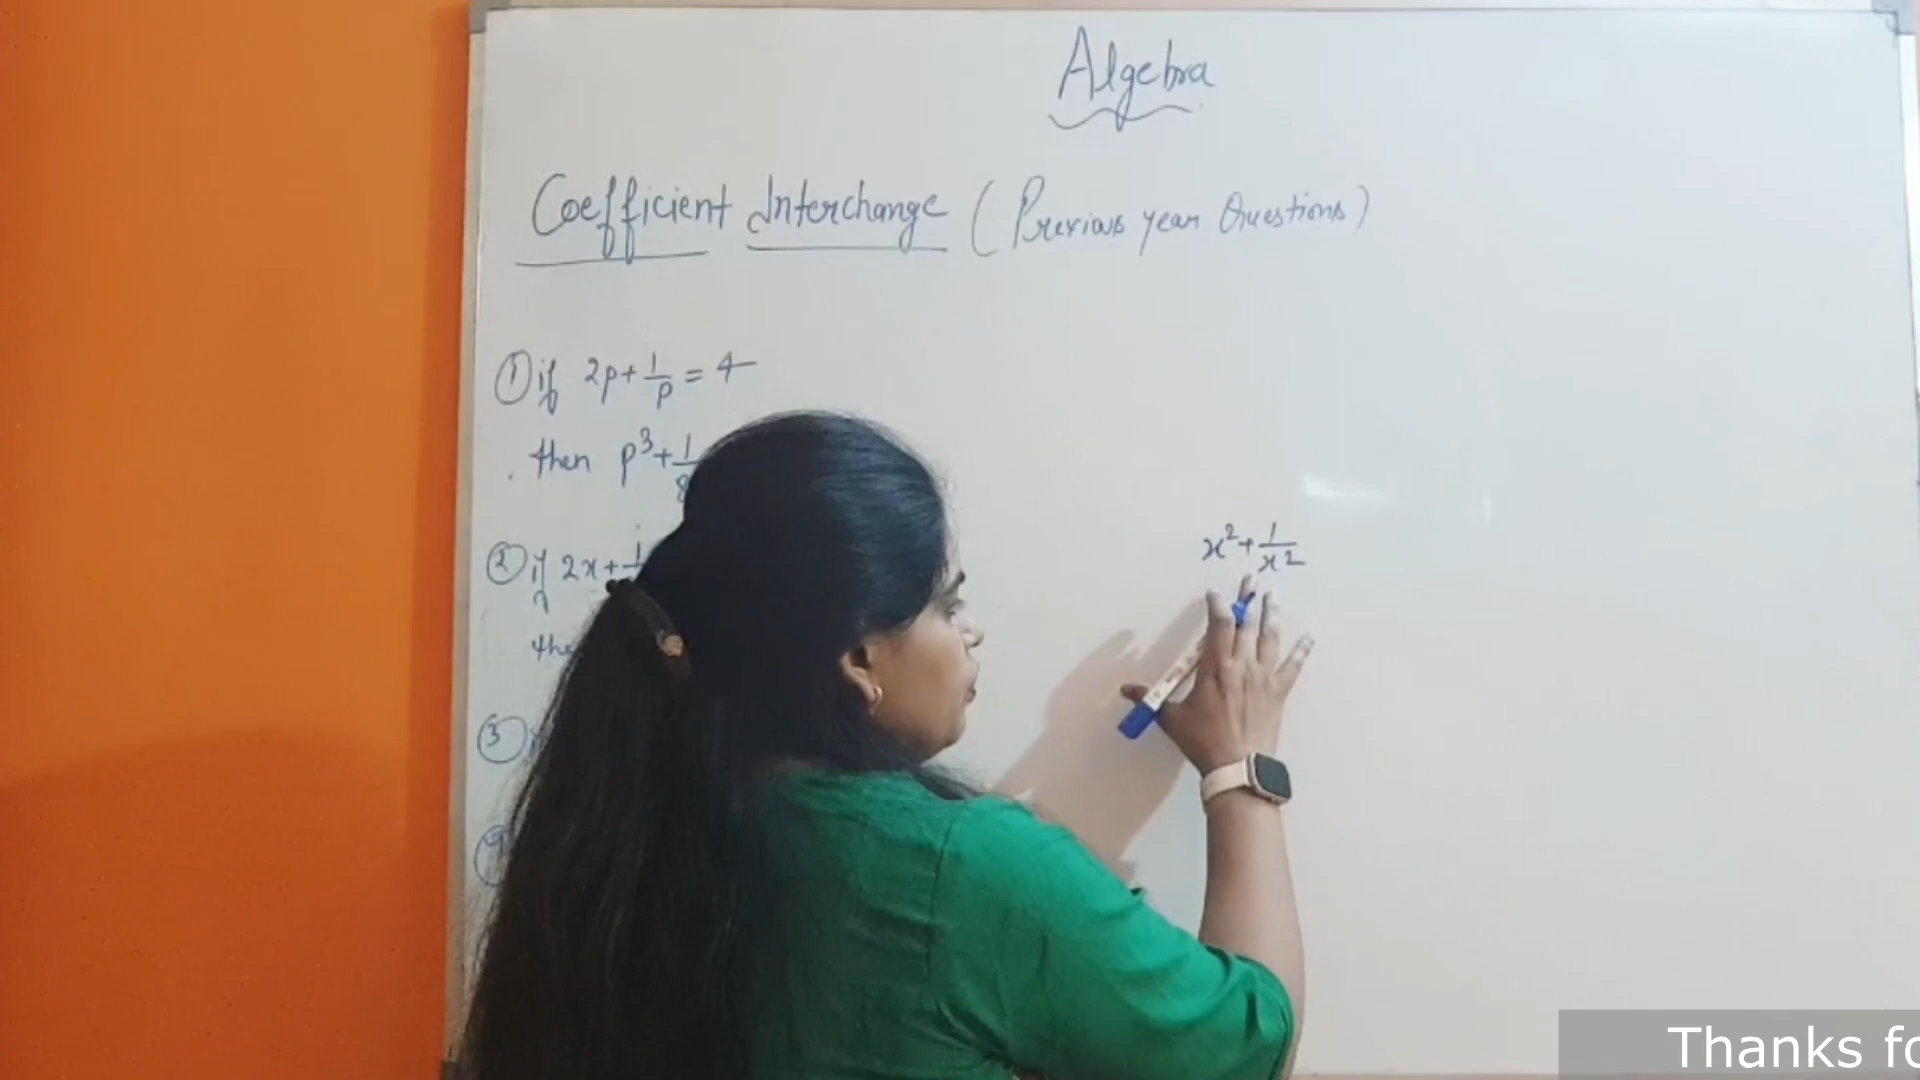 Algebra
Coefficient Interchange (Previous year Questions)
① if 2p + 1/p = 4
then p³ + 1/8
② if 2x + 1
the
③
x² + 1/x²
Thanks fo